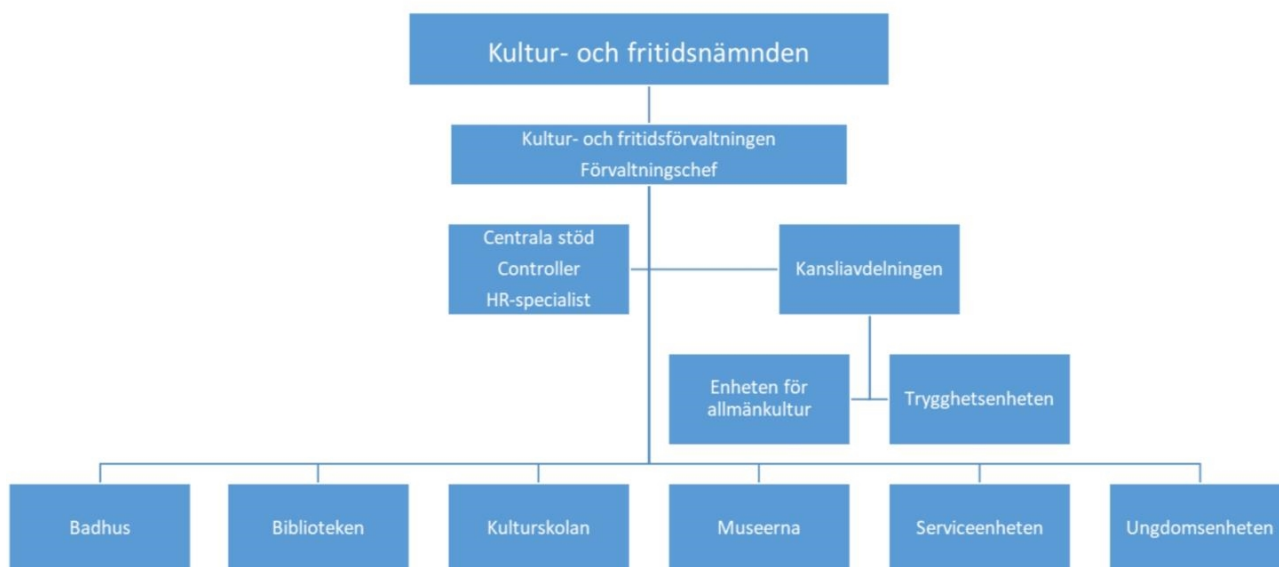 Kultur- och fritidsnämnden
Kultur- och fritidsförvaltningen
Förvaltningschef
Centrala stöd
Controller
HR-specialist
Kansliavdelningen
Enheten för
allmänkultur
Trygghetsenheten
Badhus
Biblioteken
Kulturskolan
Museerna
Serviceenheten
Ungdomsenheten